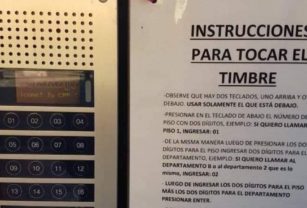 INSTRUCCIONES
PARA TOCAR EL
TIMBRE
-OBSERVE QUE HAY DOS TECLADOS, UNO ARRIBA Y O
DEBAJO. USAR SOLAMENTE EL QUE ESTÁ DEBAJO.
-PRESIONAR EN EL TECLADO DE ABAJO EL NÚMERO DE
PISO CON DOS DÍGITOS, EJEMPLO: SI QUIERO LLAMAR
PISO 1, INGRESAR: 01
-DE LA MISMA MANERA LUEGO DE PRESIONAR LOS DO
DÍGITOS PARA EL PISO INGRESAR DOS DÍGITOS PARA EL
DEPARTAMENTO, EJEMPLO: SI QUIERO LLAMAR AL
DEPARTAMENTO B o al departamento 2 que es lo
misma, INGRESAR: 02
- LUEGO DE INGRESAR LOS DOS DÍGITOS PARA EL PISO
MÁS LOS DOS DÍGITOS PARA EL DEPARTAMENTO
PRESIONAR ENTER.
01 02 03 04
05 06 07 08
09 10 11 12
13 14 15 16